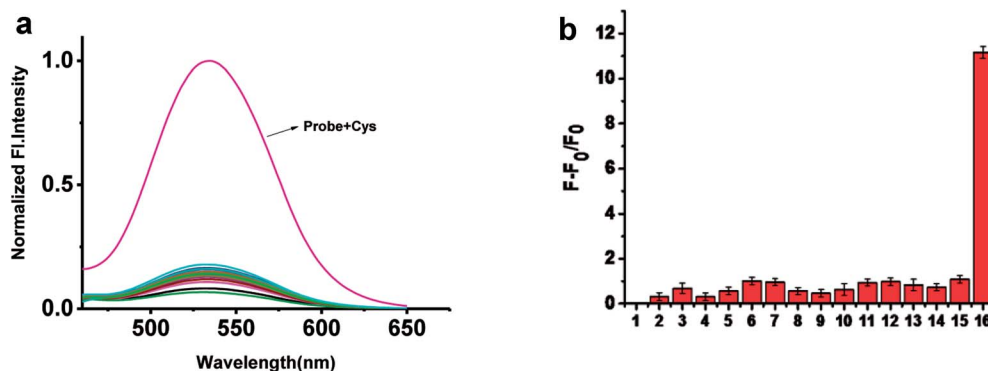 a
Normalized Fl.Intensity
1.0
0.5
0.0
Probe+Cys
500
550
600
650
Wavelength(nm)
b
F-F0/F0
12
10
8
6
4
2
0
1 2 3 4 5 6 7 8 9 10 11 12 13 14 15 16